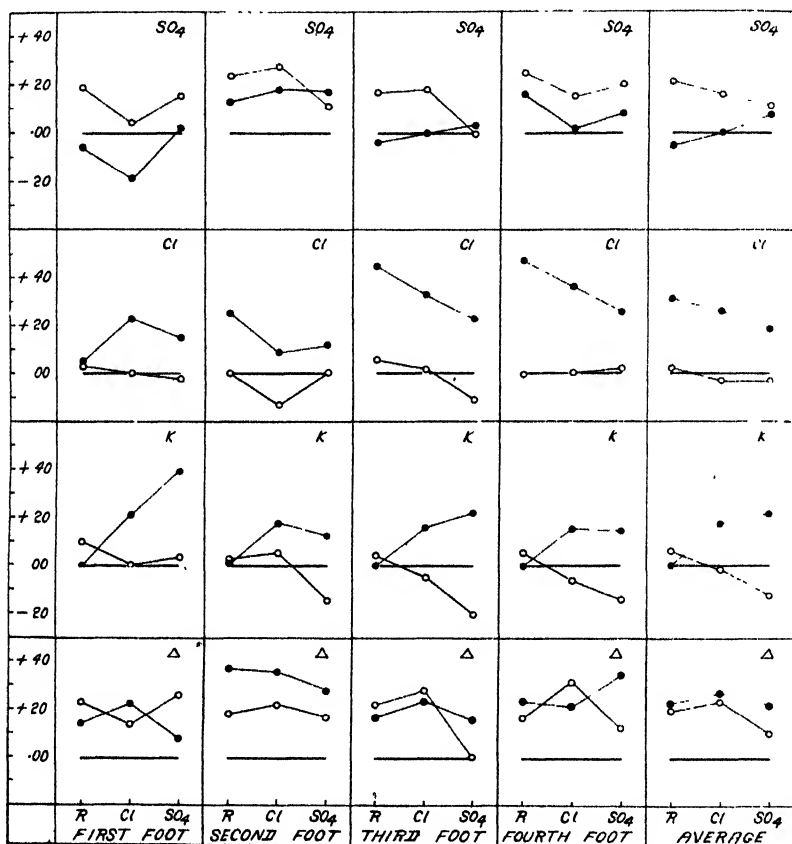 + 40
+ 20
.00
- 20
SO4 SO4 SO4 SO4 SO4
+ 40
+ 20
00
Cl Cl Cl Cl Cl
+ 40
+ 20
00
- 20
K K K K K
+ 40
+ 20
.00
Δ Δ Δ Δ Δ
R Cl SO4 R Cl SO4 R Cl SO4 R Cl SO4 R Cl SO4
FIRST FOOT SECOND FOOT THIRD FOOT FOURTH FOOT AVERAGE